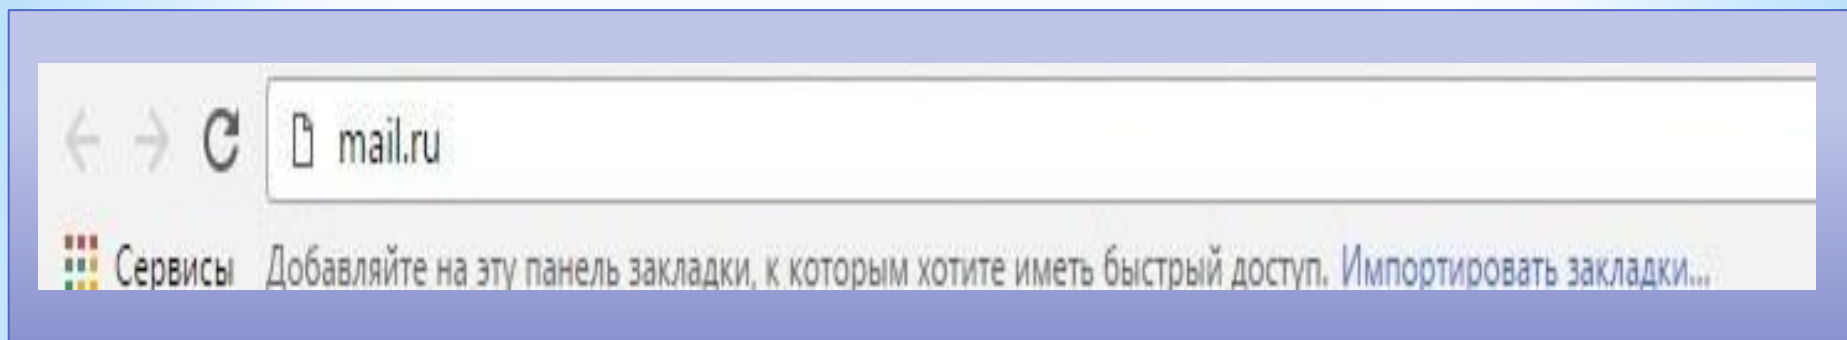 mail.ru
Сервисы Добавляйте на эту панель закладки, к которым хотите иметь быстрый доступ. Импортировать закладки...